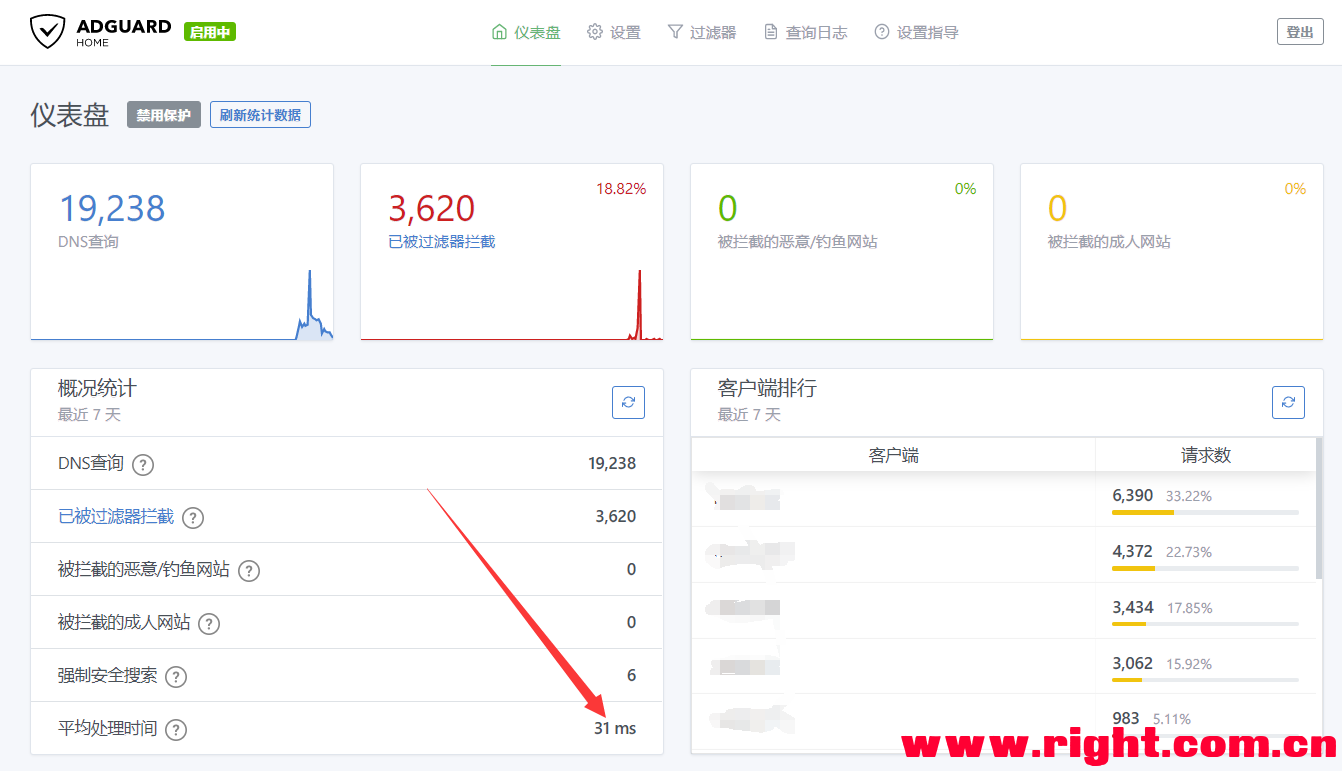 ADGUARD
HOME
启用中
仪表盘
设置
过滤器
查询日志
设置指导
登出
仪表盘
禁用保护
刷新统计数据
19,238
DNS查询
18.82%
3,620
已被过滤器拦截
0%
0
被拦截的恶意/钓鱼网站
0%
0
被拦截的成人网站
概况统计
最近 7 天
DNS查询 ?
19,238
已被过滤器拦截 ?
3,620
被拦截的恶意/钓鱼网站 ?
0
被拦截的成人网站 ?
0
强制安全搜索 ?
6
平均处理时间 ?
31 ms
客户端排行
最近 7 天
客户端
请求数
6,390 33.22%
4,372 22.73%
3,434 17.85%
3,062 15.92%
983 5.11%
www.right.com.cn